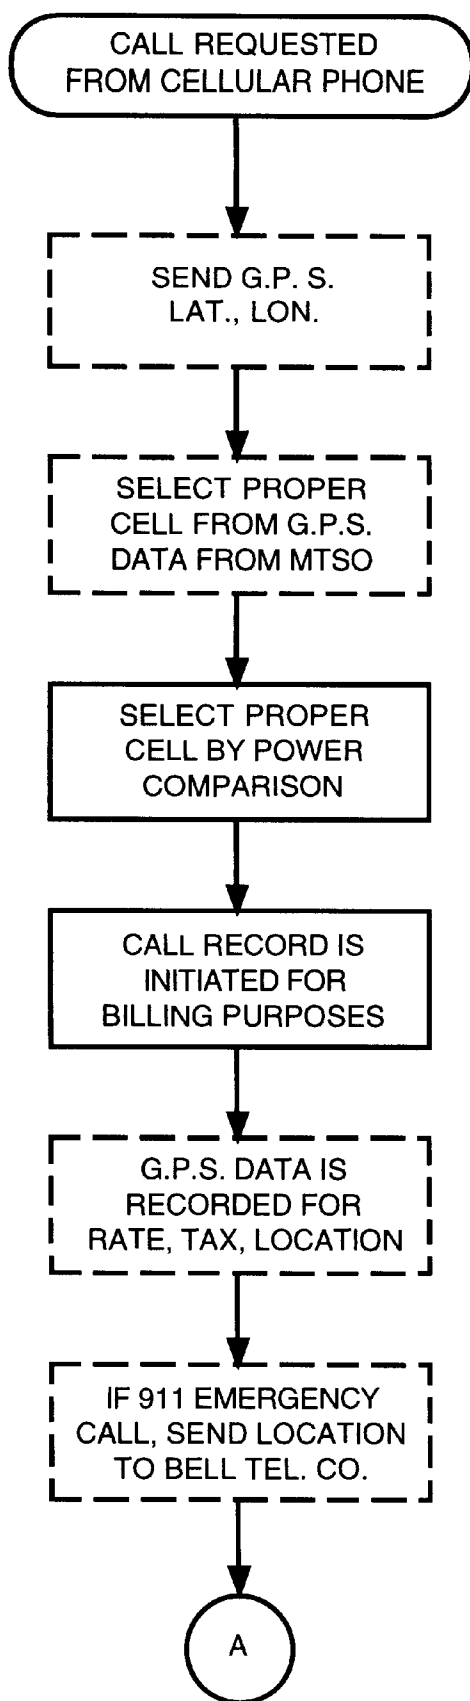 CALL REQUESTED
FROM CELLULAR PHONE
SEND G.P. S.
LAT., LON.
SELECT PROPER
CELL FROM G.P.S.
DATA FROM MTSO
SELECT PROPER
CELL BY POWER
COMPARISON
CALL RECORD IS
INITIATED FOR
BILLING PURPOSES
G.P.S. DATA IS
RECORDED FOR
RATE, TAX, LOCATION
IF 911 EMERGENCY
CALL, SEND LOCATION
TO BELL TEL. CO.
A